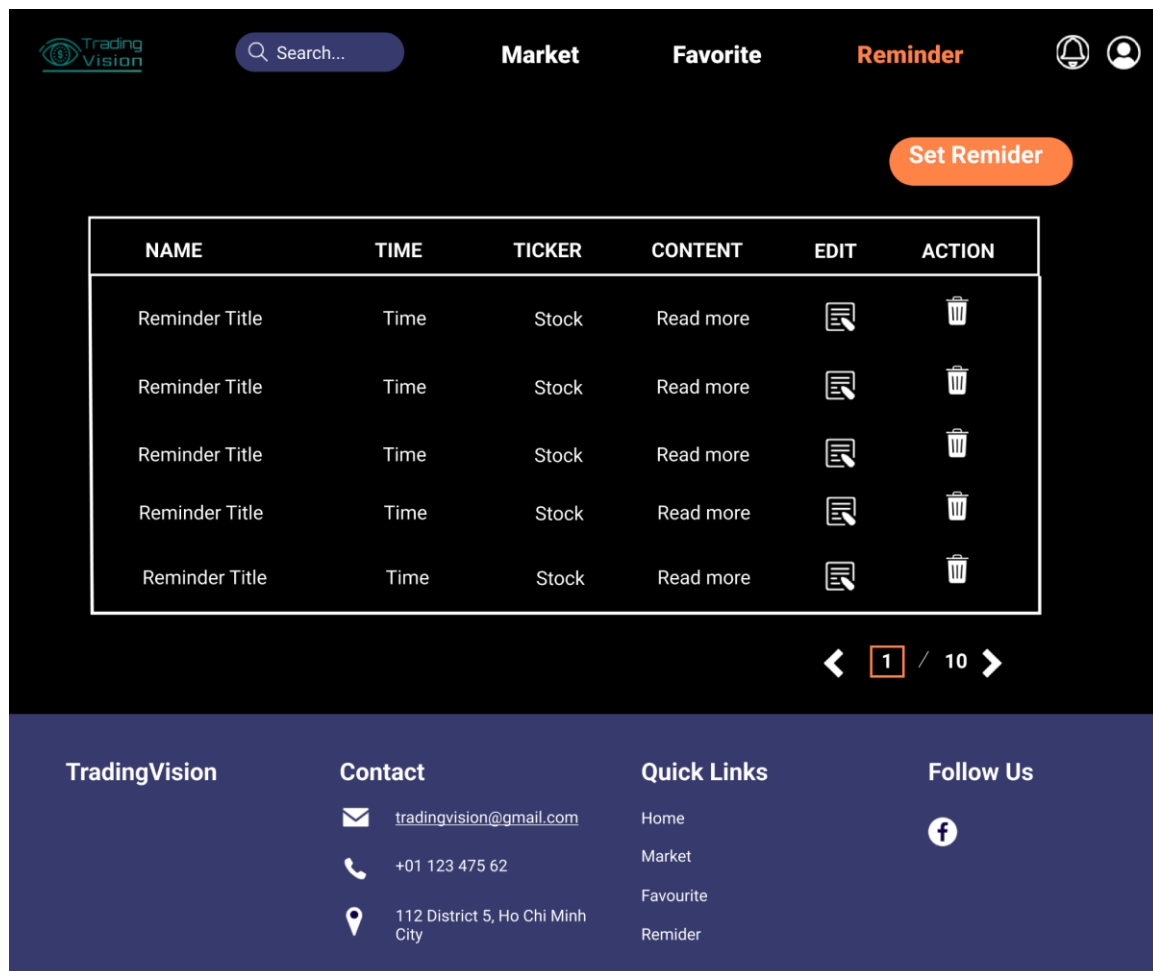 Trading
Vision
Search...
Market
Favorite
Reminder
Set Remider
NAME TIME TICKER CONTENT EDIT ACTION
Reminder Title Time Stock Read more
Reminder Title Time Stock Read more
Reminder Title Time Stock Read more
Reminder Title Time Stock Read more
Reminder Title Time Stock Read more
1 / 10
TradingVision
Contact
tradingvision@gmail.com
+01 123 475 62
112 District 5, Ho Chi Minh
City
Quick Links
Home
Market
Favourite
Remider
Follow Us